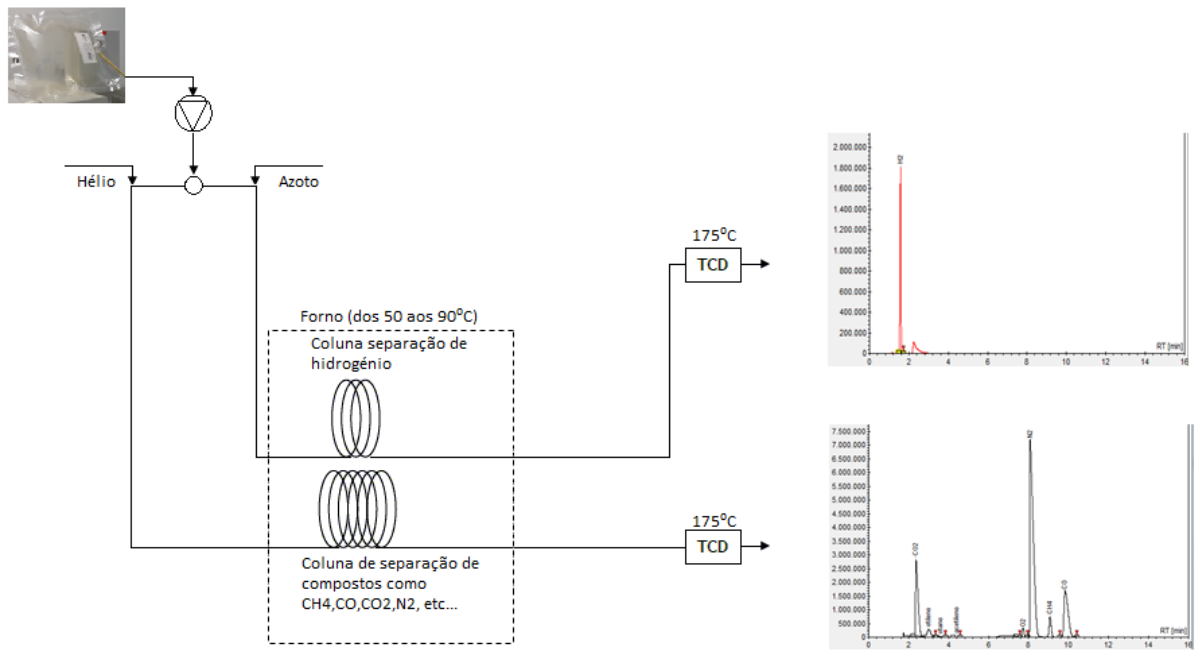 Hélio
Azoto
175°C
TCD
Forno (dos 50 aos 90°C)
Coluna separação de
hidrogénio
175°C
TCD
Coluna de separação de
compostos como
CH4,CO,CO2,N2, etc...
2.000.000
1.800.000
1.600.000
1.400.000
1.200.000
1.000.000
800.000
600.000
400.000
200.000
0
H2
RT [min]
0 2 4 6 8 10 12 14 16
7.500.000
7.000.000
6.500.000
6.000.000
5.500.000
5.000.000
4.500.000
4.000.000
3.500.000
3.000.000
2.500.000
2.000.000
1.500.000
1.000.000
500.000
0
CO2
etileno
etano
acetileno
O2
N2
CH4
CO
RT [min]
0 2 4 6 8 10 12 14 16